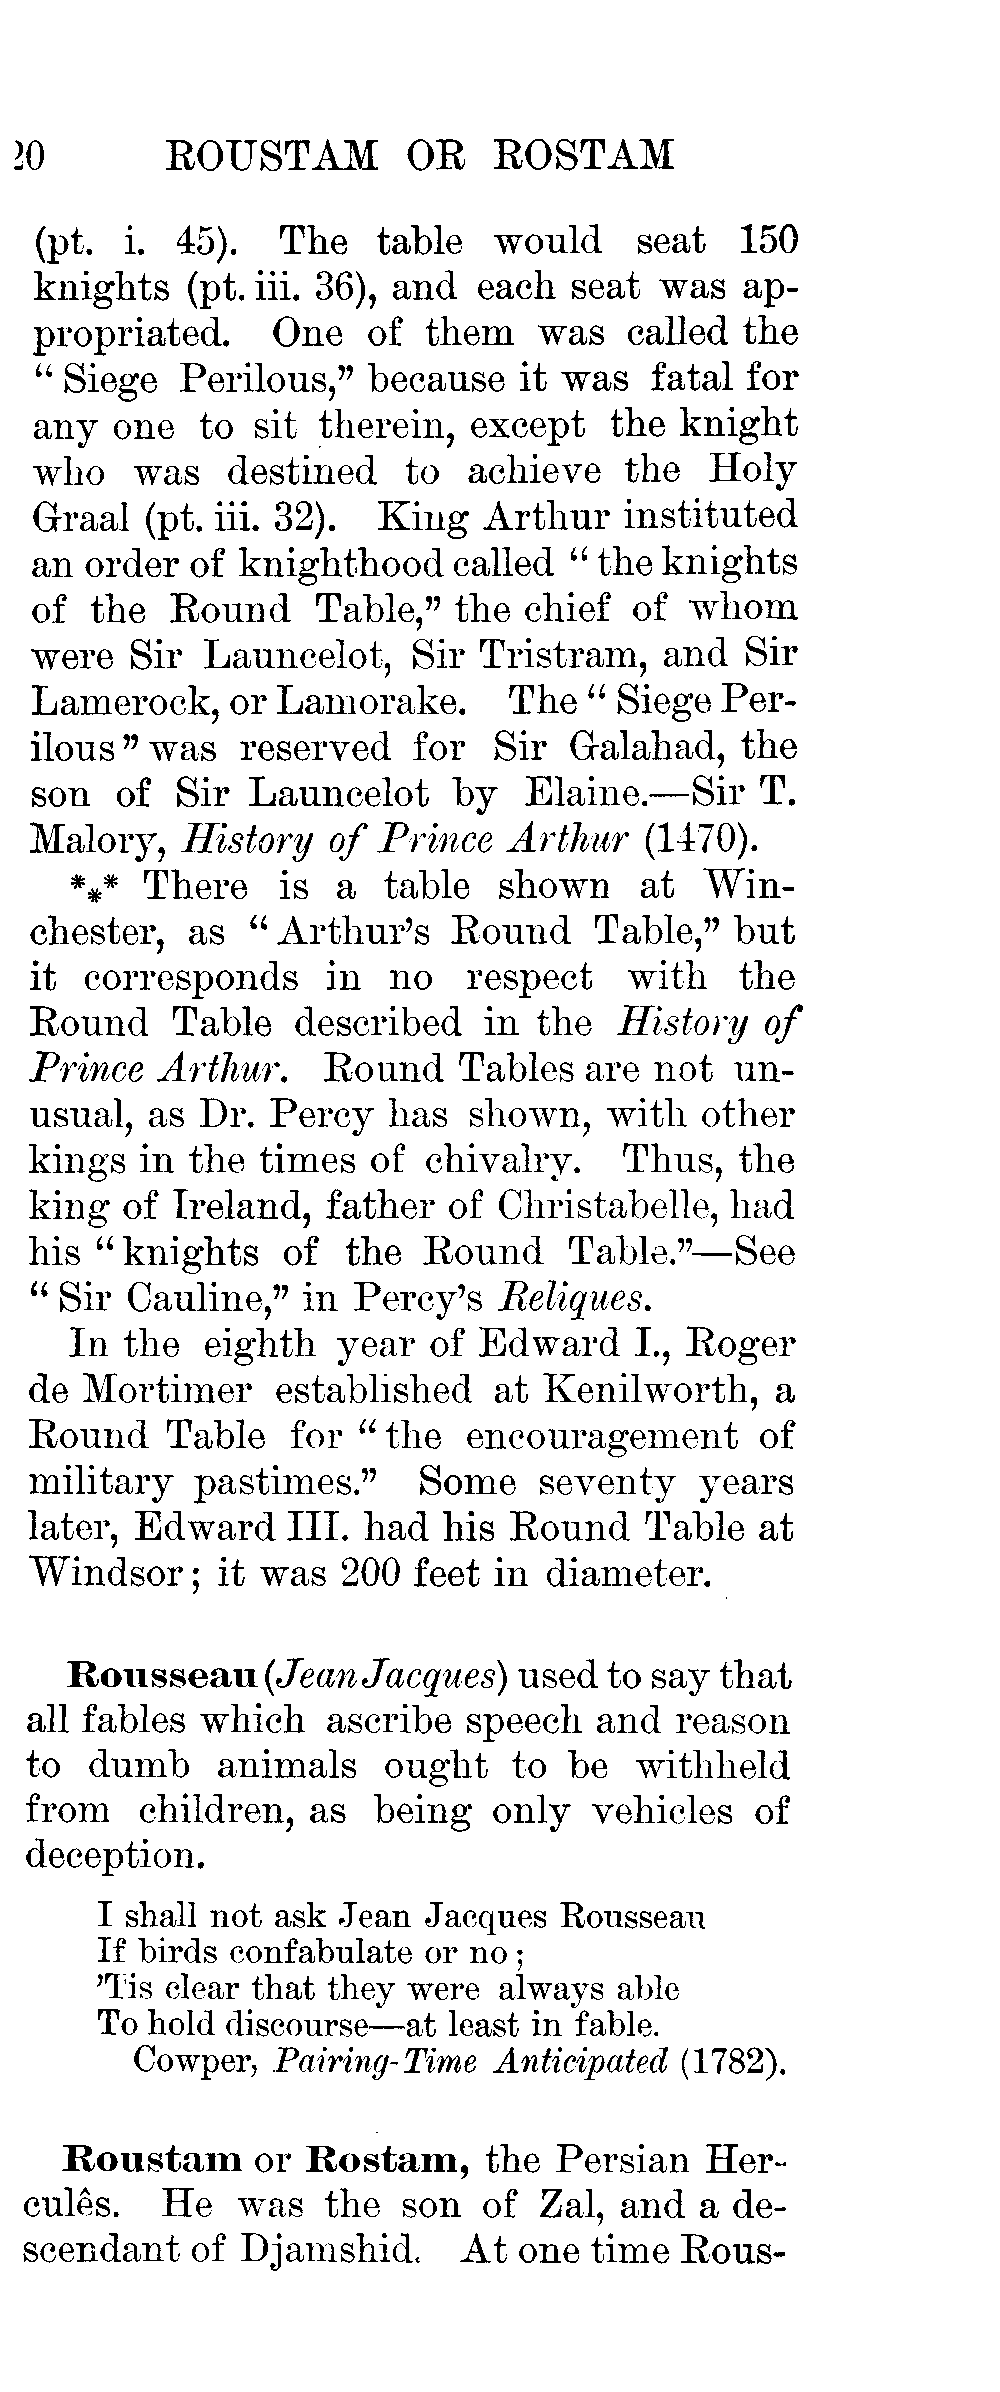 20 ROUSTAM OR ROSTAM
(pt. i. 45). The table would seat 150
knights (pt. iii. 36), and each seat was ap-
propriated. One of them was called the
“Siege Perilous,” because it was fatal for
any one to sit therein, except the knight
who was destined to achieve the Holy
Graal (pt. iii. 32). King Arthur instituted
an order of knighthood called “the knights
of the Round Table,” the chief of whom
were Sir Launcelot, Sir Tristram, and Sir
Lamerock, or Lamorake. The “Siege Per-
ilous” was reserved for Sir Galahad, the
son of Sir Launcelot by Elaine.—Sir T.
Malory, History of Prince Arthur (1470).
*⁎* There is a table shown at Win-
chester, as “Arthur’s Round Table,” but
it corresponds in no respect with the
Round Table described in the History of
Prince Arthur. Round Tables are not un-
usual, as Dr. Percy has shown, with other
kings in the times of chivalry. Thus, the
king of Ireland, father of Christabelle, had
his “knights of the Round Table.”—See
“Sir Cauline,” in Percy’s Reliques.
In the eighth year of Edward I., Roger
de Mortimer established at Kenilworth, a
Round Table for “the encouragement of
military pastimes.” Some seventy years
later, Edward III. had his Round Table at
Windsor; it was 200 feet in diameter.
Rousseau (Jean Jacques) used to say that
all fables which ascribe speech and reason
to dumb animals ought to be withheld
from children, as being only vehicles of
deception.
I shall not ask Jean Jacques Rousseau
If birds confabulate or no;
’Tis clear that they were always able
To hold discourse—at least in fable.
Cowper, Pairing-Time Anticipated (1782).
Roustam or Rostam, the Persian Her-
culês. He was the son of Zal, and a de-
scendant of Djamshid. At one time Rous-